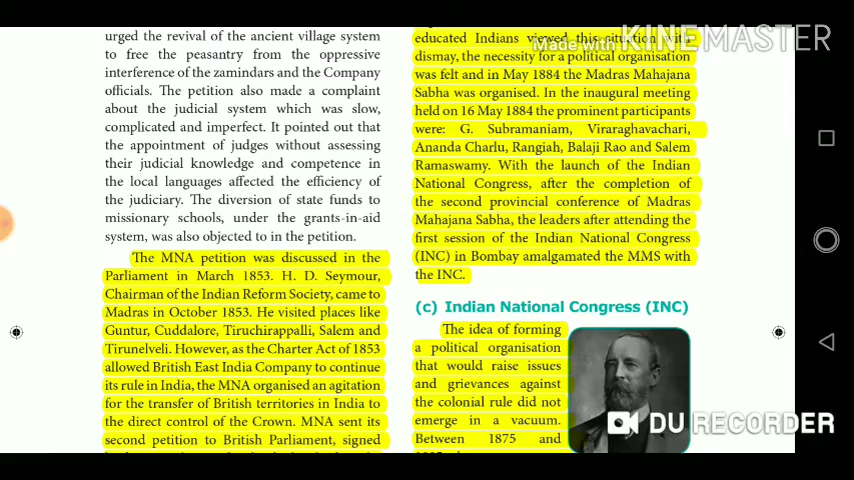 urged the revival of the ancient village system
to free the peasantry from the oppressive
interference of the zamindars and the Company
officials. The petition also made a complaint
about the judicial system which was slow,
complicated and imperfect. It pointed out that
the appointment of judges without assessing
their judicial knowledge and competence in
the local languages affected the efficiency of
the judiciary. The diversion of state funds to
missionary schools, under the grants-in-aid
system, was also objected to in the petition.
The MNA petition was discussed in the
Parliament in March 1853. H. D. Seymour,
Chairman of the Indian Reform Society, came to
Madras in October 1853. He visited places like
Guntur, Cuddalore, Tiruchirappalli, Salem and
Tirunelveli. However, as the Charter Act of 1853
allowed British East India Company to continue
its rule in India, the MNA organised an agitation
for the transfer of British territories in India to
the direct control of the Crown. MNA sent its
second petition to British Parliament, signed
educated Indians viewed this situation with
dismay, the necessity for a political organisation
was felt and in May 1884 the Madras Mahajana
Sabha was organised. In the inaugural meeting
held on 16 May 1884 the prominent participants
were: G. Subramaniam, Viraraghavachari,
Ananda Charlu, Rangiah, Balaji Rao and Salem
Ramaswamy. With the launch of the Indian
National Congress, after the completion of
the second provincial conference of Madras
Mahajana Sabha, the leaders after attending the
first session of the Indian National Congress
(INC) in Bombay amalgamated the MMS with
the INC.
(c) Indian National Congress (INC)
The idea of forming
a political organisation
that would raise issues
and grievances against
the colonial rule did not
emerge in a vacuum.
Between 1875 and
Made with KINEMASTER
DU RECORDER